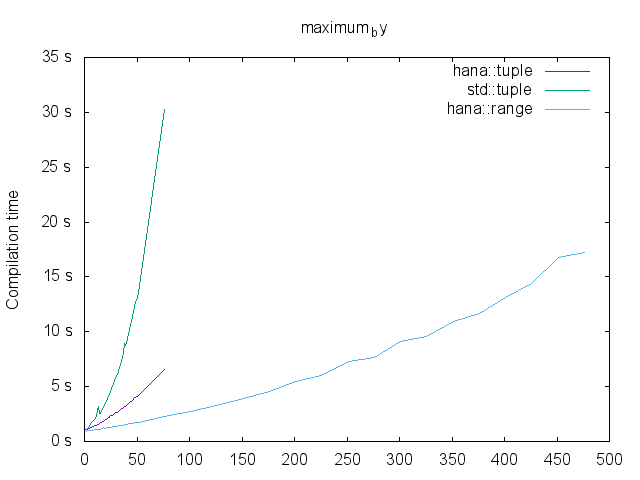 maximum_by
hana::tuple
std::tuple
hana::range
Compilation time
35 s
30 s
25 s
20 s
15 s
10 s
5 s
0 s
0 50 100 150 200 250 300 350 400 450 500